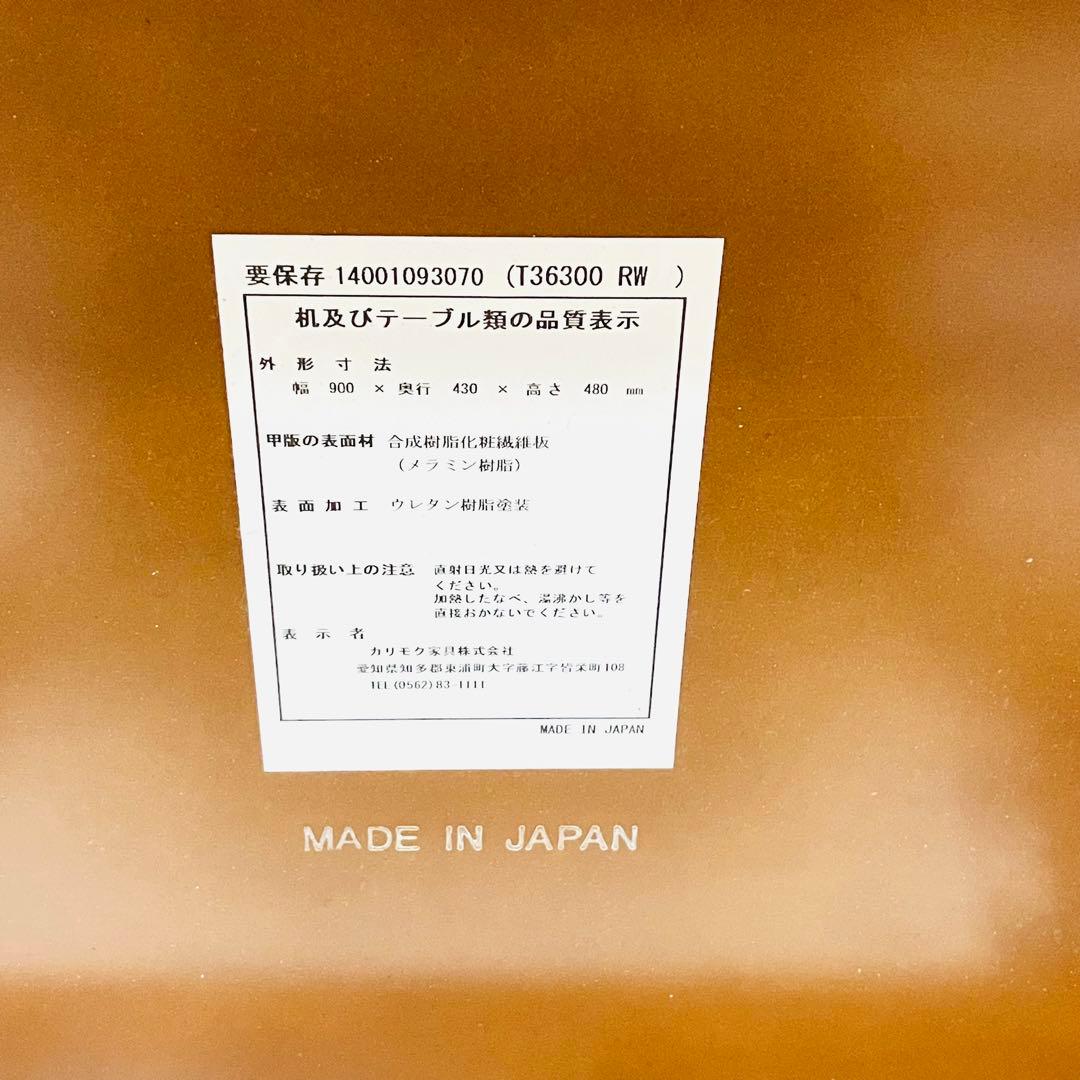 要保存 14001093070 (T36300 RW )
机及びテーブル類の品質表示
外形寸法
幅 900 × 奥行 430 × 高さ 480 mm
甲版の表面材 合成樹脂化粧繊維板
(メラミン樹脂)
表面加工 ウレタン樹脂塗装
取り扱い上の注意 直射日光又は熱を避けて
ください。
加熱したなべ、湯沸かし等を
直接おかないでください。
表示者
カリモク家具株式会社
愛知県知多郡東浦町大字藤江字皆栄町108
TEL(0562)83-1111
MADE IN JAPAN
MADE IN JAPAN